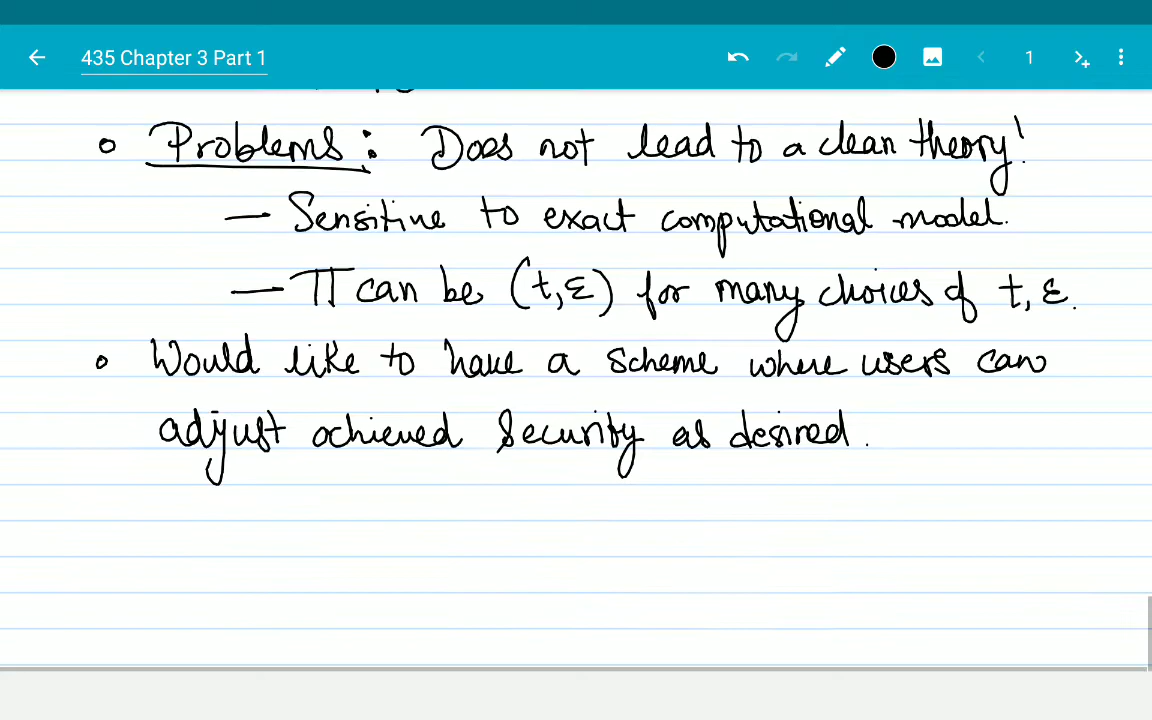 435 Chapter 3 Part 1
1
Problems: Does not lead to a clean theory!
— Sensitive to exact computational model.
— Π can be (t,ε) for many choices of t, ε.
Would like to have a scheme where users can
adjust achieved security as desired.